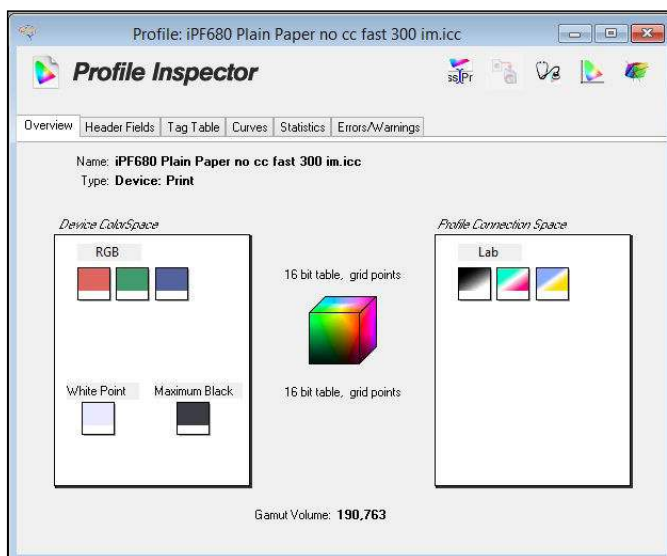 Profile: iPF680 Plain Paper no cc fast 300 im.icc
Profile Inspector
ss|Pr
Overview Header Fields Tag Table Curves Statistics Errors/Warnings
Name: iPF680 Plain Paper no cc fast 300 im.icc
Type: Device: Print
Device ColorSpace
Profile Connection Space
RGB
Lab
16 bit table, grid points
White Point Maximum Black
16 bit table, grid points
Gamut Volume: 190,763